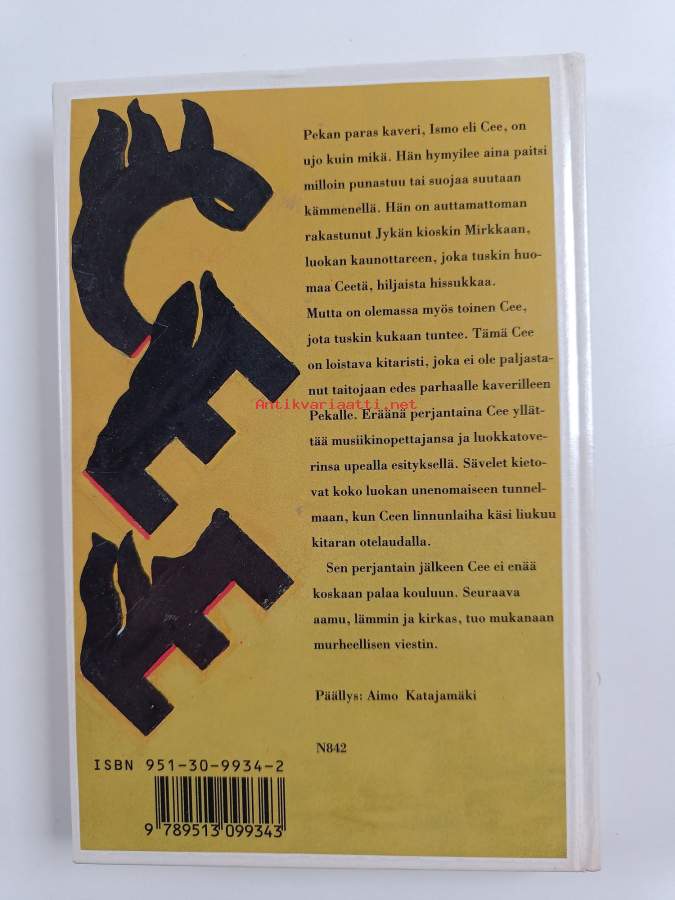 CEE
Pekan paras kaveri, Ismo eli Cee, on
ujo kuin mikä. Hän hymyilee aina paitsi
milloin punastuu tai suojaa suutaan
kämmenellä. Hän on auttamattoman
rakastunut Jykän kioskin Mirkkaan,
luokan kaunottareen, joka tuskin huo-
maa Ceetä, hiljaista hissukkaa.
Mutta on olemassa myös toinen Cee,
jota tuskin kukaan tuntee. Tämä Cee
on loistava kitaristi, joka ei ole paljasta-
nut taitojaan edes parhaalle kaverilleen
Antikvariaatti.net
Pekalle. Eräänä perjantaina Cee yllät-
tää musiikinopettajansa ja luokkatove-
rinsa upealla esityksellä. Sävelet kieto-
vat koko luokan unenomaiseen tunnel-
maan, kun Ceen linnunlaiha käsi liukuu
kitaran otelaudalla.
Sen perjantain jälkeen Cee ei enää
koskaan palaa kouluun. Seuraava
aamu, lämmin ja kirkas, tuo mukanaan
murheellisen viestin.
Päällys: Aimo Katajamäki
N842
ISBN 951-30-9934-2
9 789513 099343